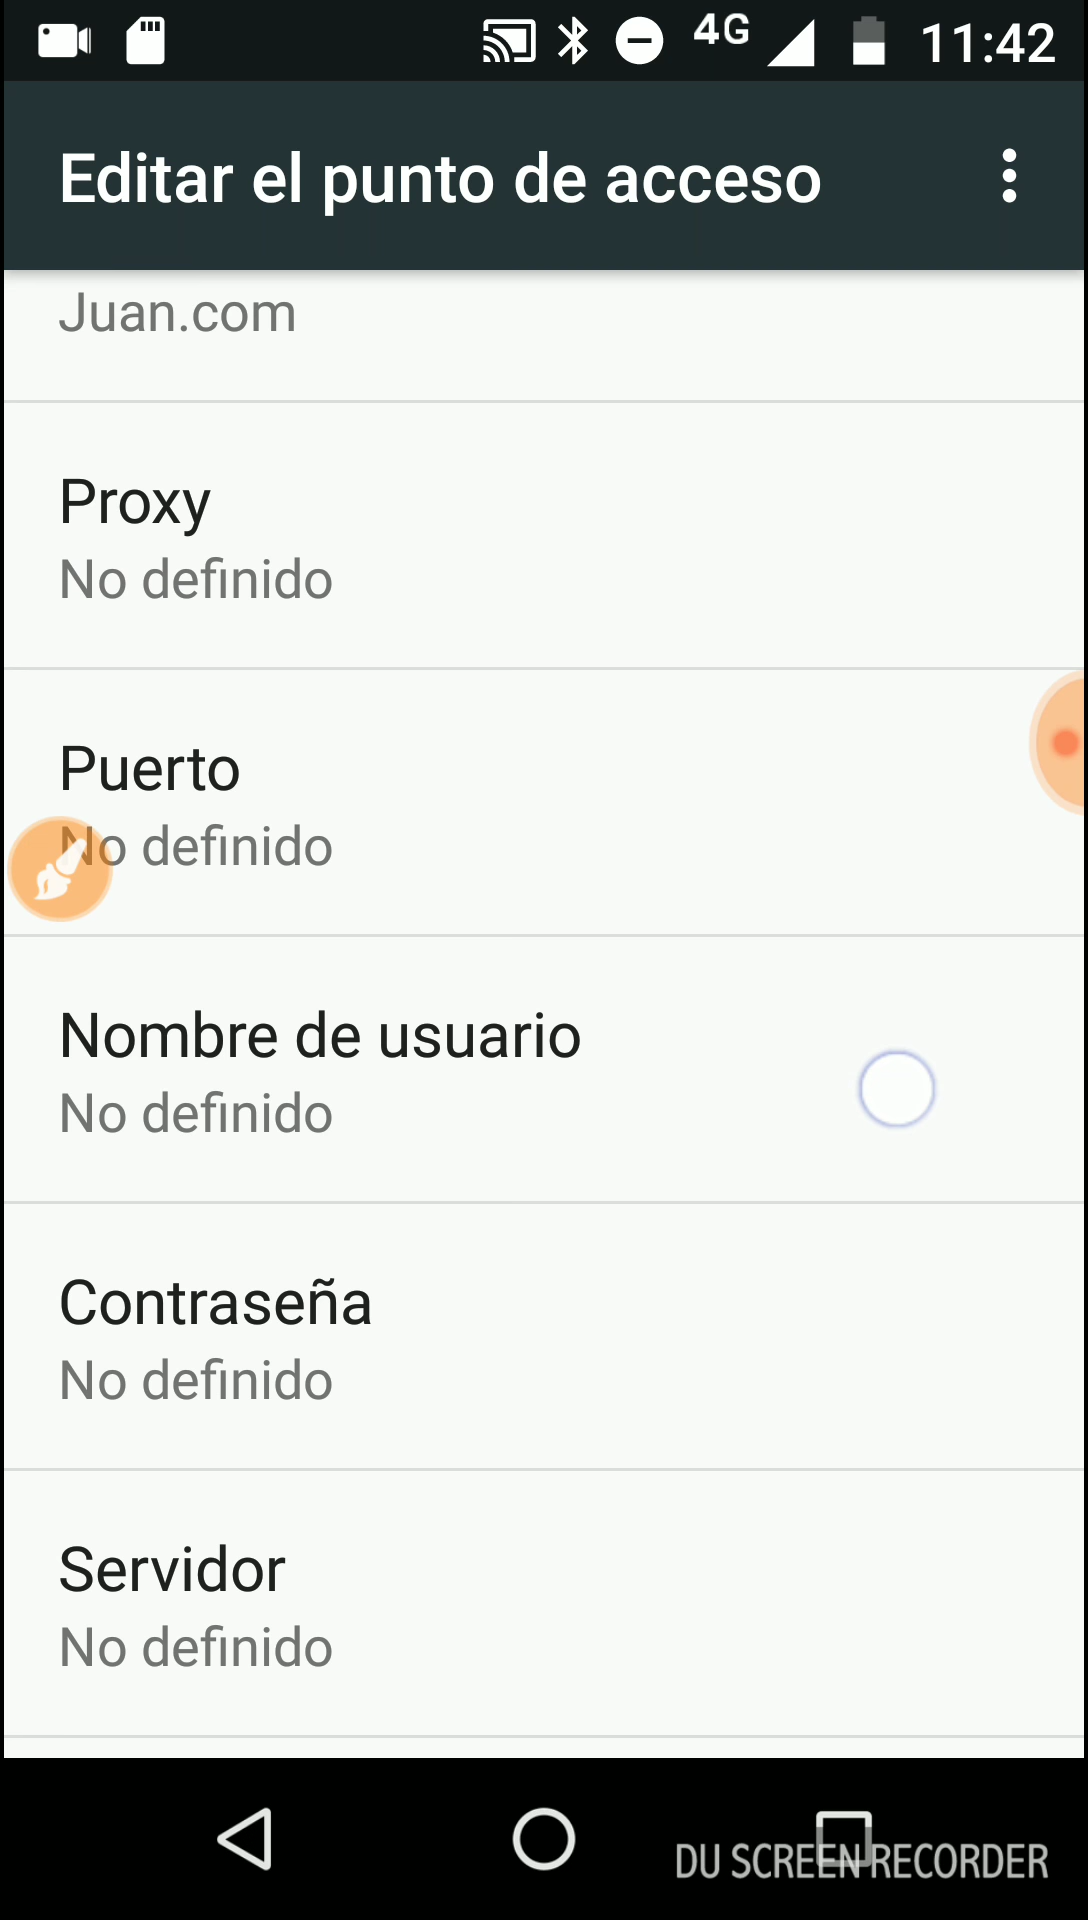 4G 11:42
Editar el punto de acceso
Juan.com
Proxy
No definido
Puerto
No definido
Nombre de usuario
No definido
Contraseña
No definido
Servidor
No definido
DU SCREEN RECORDER